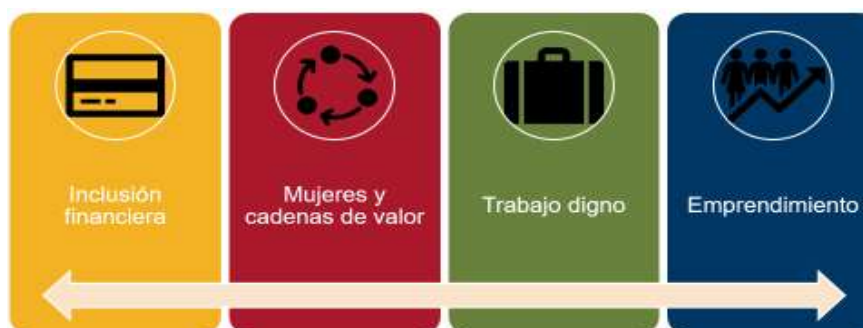 Inclusión
financiera
Mujeres y
cadenas de valor
Trabajo digno
Emprendimiento